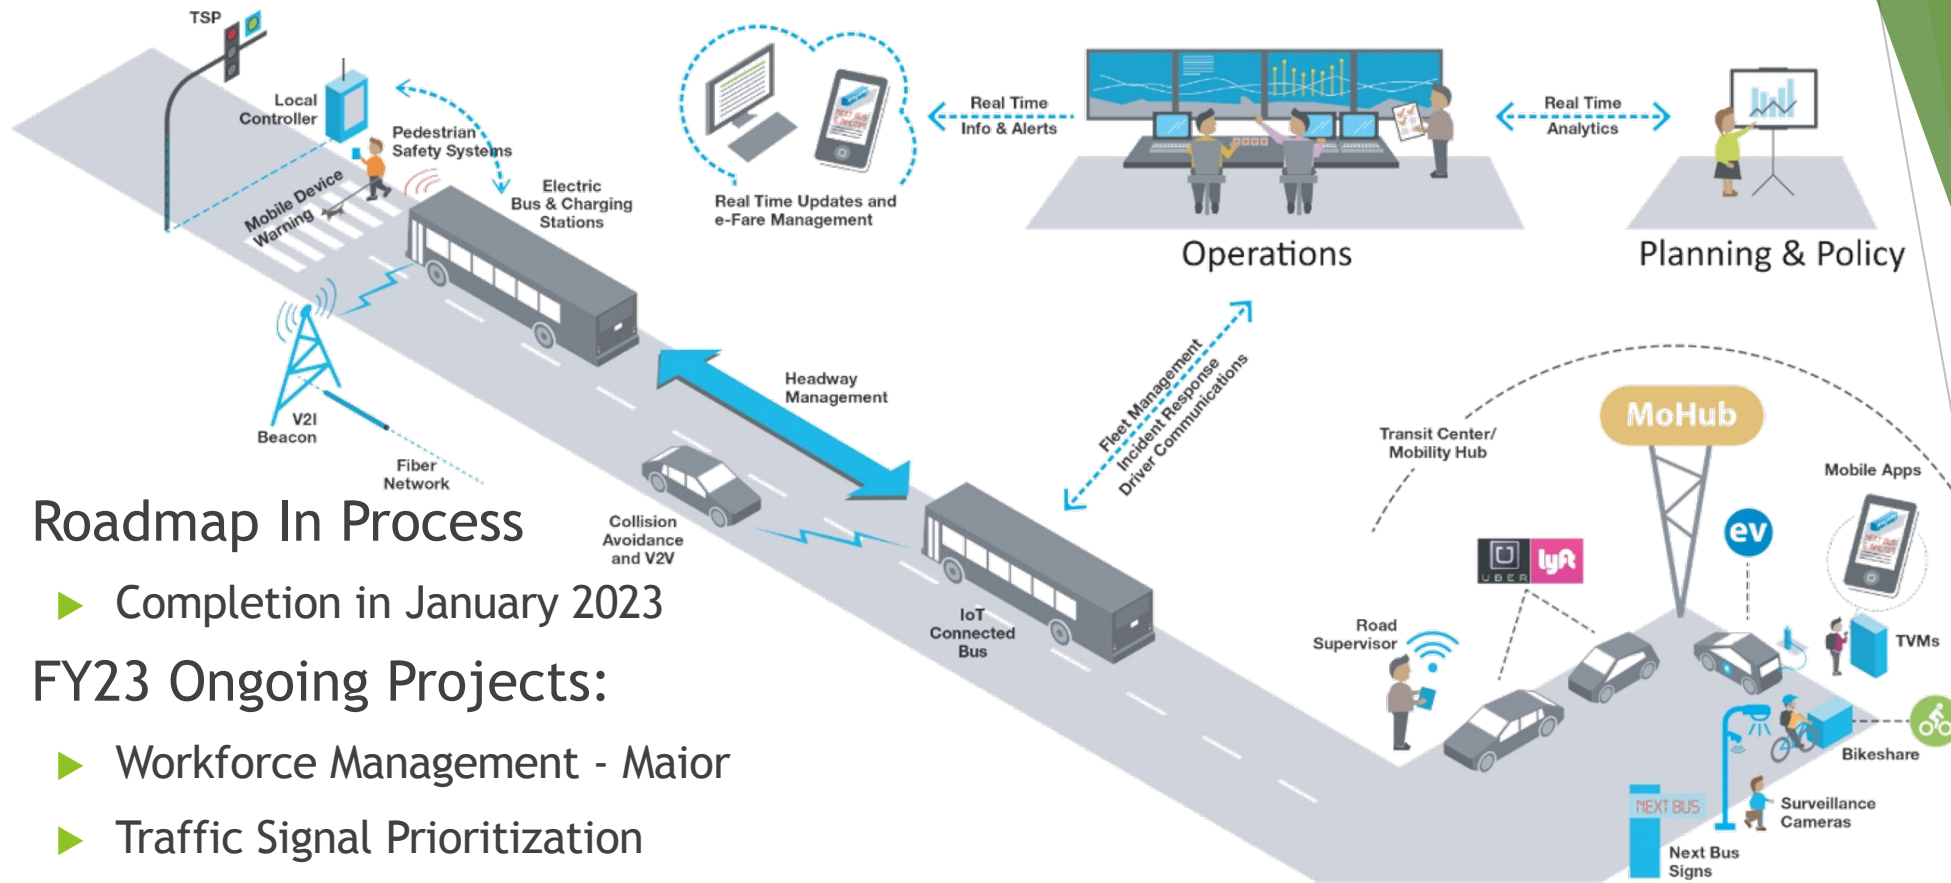 TSP
Local
Controller
Pedestrian
Safety Systems
Mobile Device
Warning
Electric
Bus & Charging
Stations
V2I
Beacon
Fiber
Network
Real Time Updates and
e-Fare Management
Real Time
Info & Alerts
Operations
Real Time
Analytics
Planning & Policy
Headway
Management
Fleet Management
Incident Response
Driver Communications
Collision
Avoidance
and V2V
IoT
Connected
Bus
Transit Center/
Mobility Hub
MoHub
Mobile Apps
NEXT BUS
5 MINUTES
ev
UBER
lyft
Road
Supervisor
TVMs
Bikeshare
Surveillance
Cameras
NEXT BUS
Next Bus
Signs
Roadmap In Process
Completion in January 2023
FY23 Ongoing Projects:
Workforce Management - Maior
Traffic Signal Prioritization